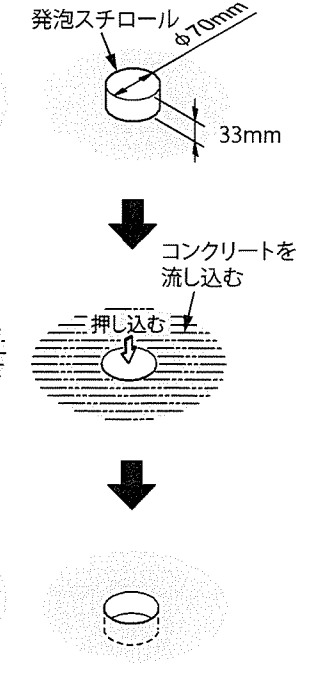 発泡スチロール
φ70mm
33mm
コンクリートを
流し込む
押し込む